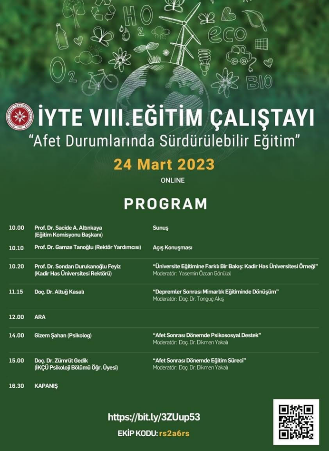 H2O
eco
O2
BIO
İYTE VIII.EĞİTİM ÇALIŞTAYI
“Afet Durumlarında Sürdürülebilir Eğitim”
24 Mart 2023
ONLINE
PROGRAM
10.00 Prof. Dr. Sacide A. Altınkaya Sunuş
(Eğitim Komisyonu Başkanı)
10.10 Prof. Dr. Gamze Tanoğlu (Rektör Yardımcısı) Açış Konuşması
10.20 Prof. Dr. Sondan Durukanoğlu Feyiz “Üniversite Eğitimine Farklı Bir Bakış: Kadir Has Üniversitesi Örneği”
(Kadir Has Üniversitesi Rektörü) Moderatör: Yasemin Özcan Gönülal
11.15 Doç. Dr. Altuğ Kasalı “Depremler Sonrası Mimarlık Eğitiminde Dönüşüm”
Moderatör: Doç. Dr. Tonguç Akış
12.00 ARA
14.00 Gizem Şahan (Psikolog) “Afet Sonrası Dönemde Psikososyal Destek”
Moderatör: Doç. Dr. Dikmen Yakalı
15.00 Doç. Dr. Zümrüt Gedik “Afet Sonrası Dönemde Eğitim Süreci”
(İKÇÜ Psikoloji Bölümü Öğr. Üyesi) Moderatör: Doç. Dr. Dikmen Yakalı
16.30 KAPANIŞ
https://bit.ly/3ZUup53
EKİP KODU: rs2a6rs